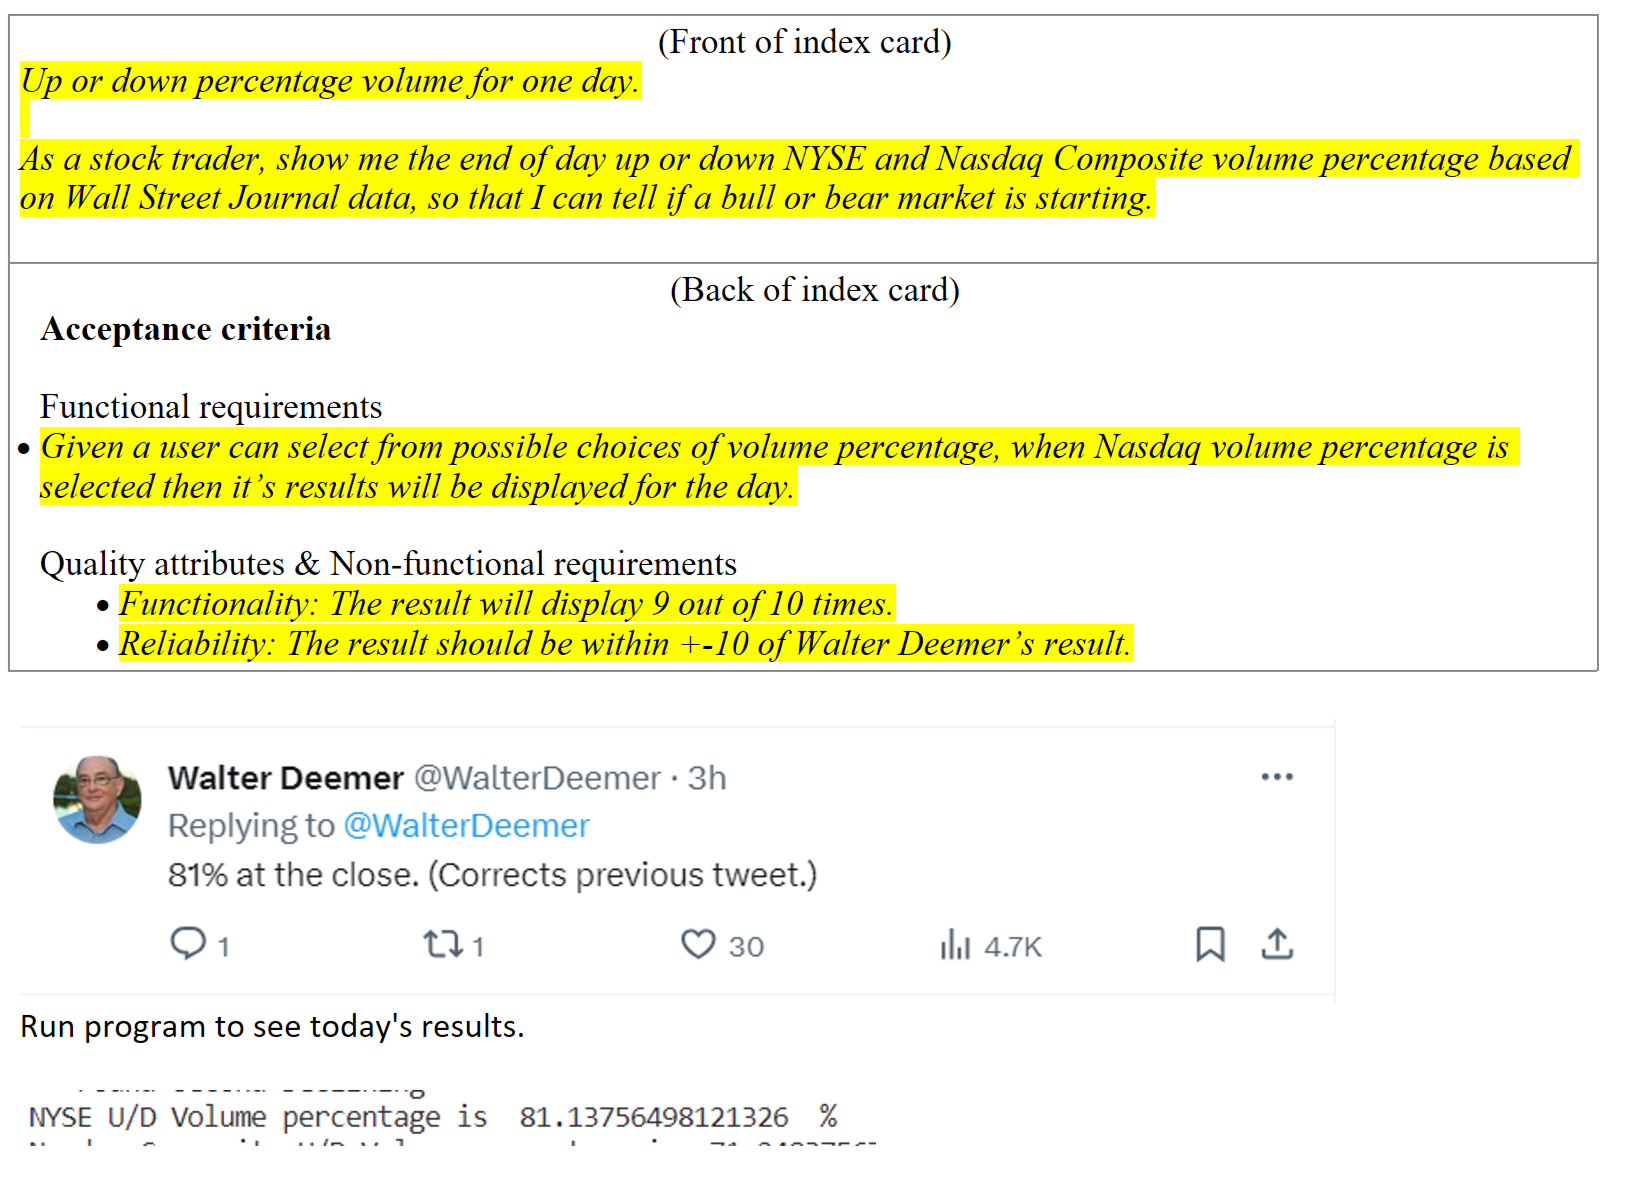 (Front of index card)
Up or down percentage volume for one day.
As a stock trader, show me the end of day up or down NYSE and Nasdaq Composite volume percentage based
on Wall Street Journal data, so that I can tell if a bull or bear market is starting.
(Back of index card)
Acceptance criteria
Functional requirements
• Given a user can select from possible choices of volume percentage, when Nasdaq volume percentage is
selected then it’s results will be displayed for the day.
Quality attributes & Non-functional requirements
• Functionality: The result will display 9 out of 10 times.
• Reliability: The result should be within +-10 of Walter Deemer’s result.
Walter Deemer @WalterDeemer · 3h
Replying to @WalterDeemer
81% at the close. (Corrects previous tweet.)
1 1 30 4.7K
Run program to see today's results.
NYSE U/D Volume percentage is 81.13756498121326 %